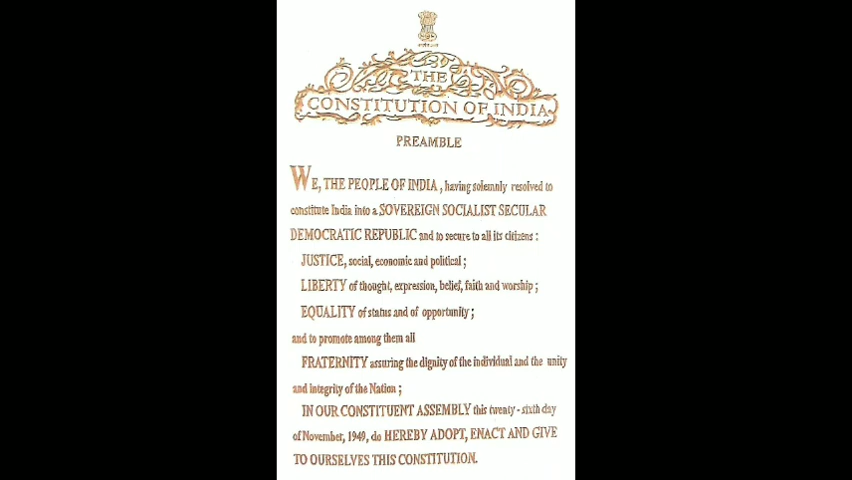 THE
CONSTITUTION OF INDIA
PREAMBLE
WE, THE PEOPLE OF INDIA, having solemnly resolved to
constitute India into a SOVEREIGN SOCIALIST SECULAR
DEMOCRATIC REPUBLIC and to secure to all its citizens :
JUSTICE, social, economic and political ;
LIBERTY of thought, expression, belief, faith and worship ;
EQUALITY of status and of opportunity ;
and to promote among them all
FRATERNITY assuring the dignity of the individual and the unity
and integrity of the Nation ;
IN OUR CONSTITUENT ASSEMBLY this twenty - sixth day
of November, 1949, do HEREBY ADOPT, ENACT AND GIVE
TO OURSELVES THIS CONSTITUTION.